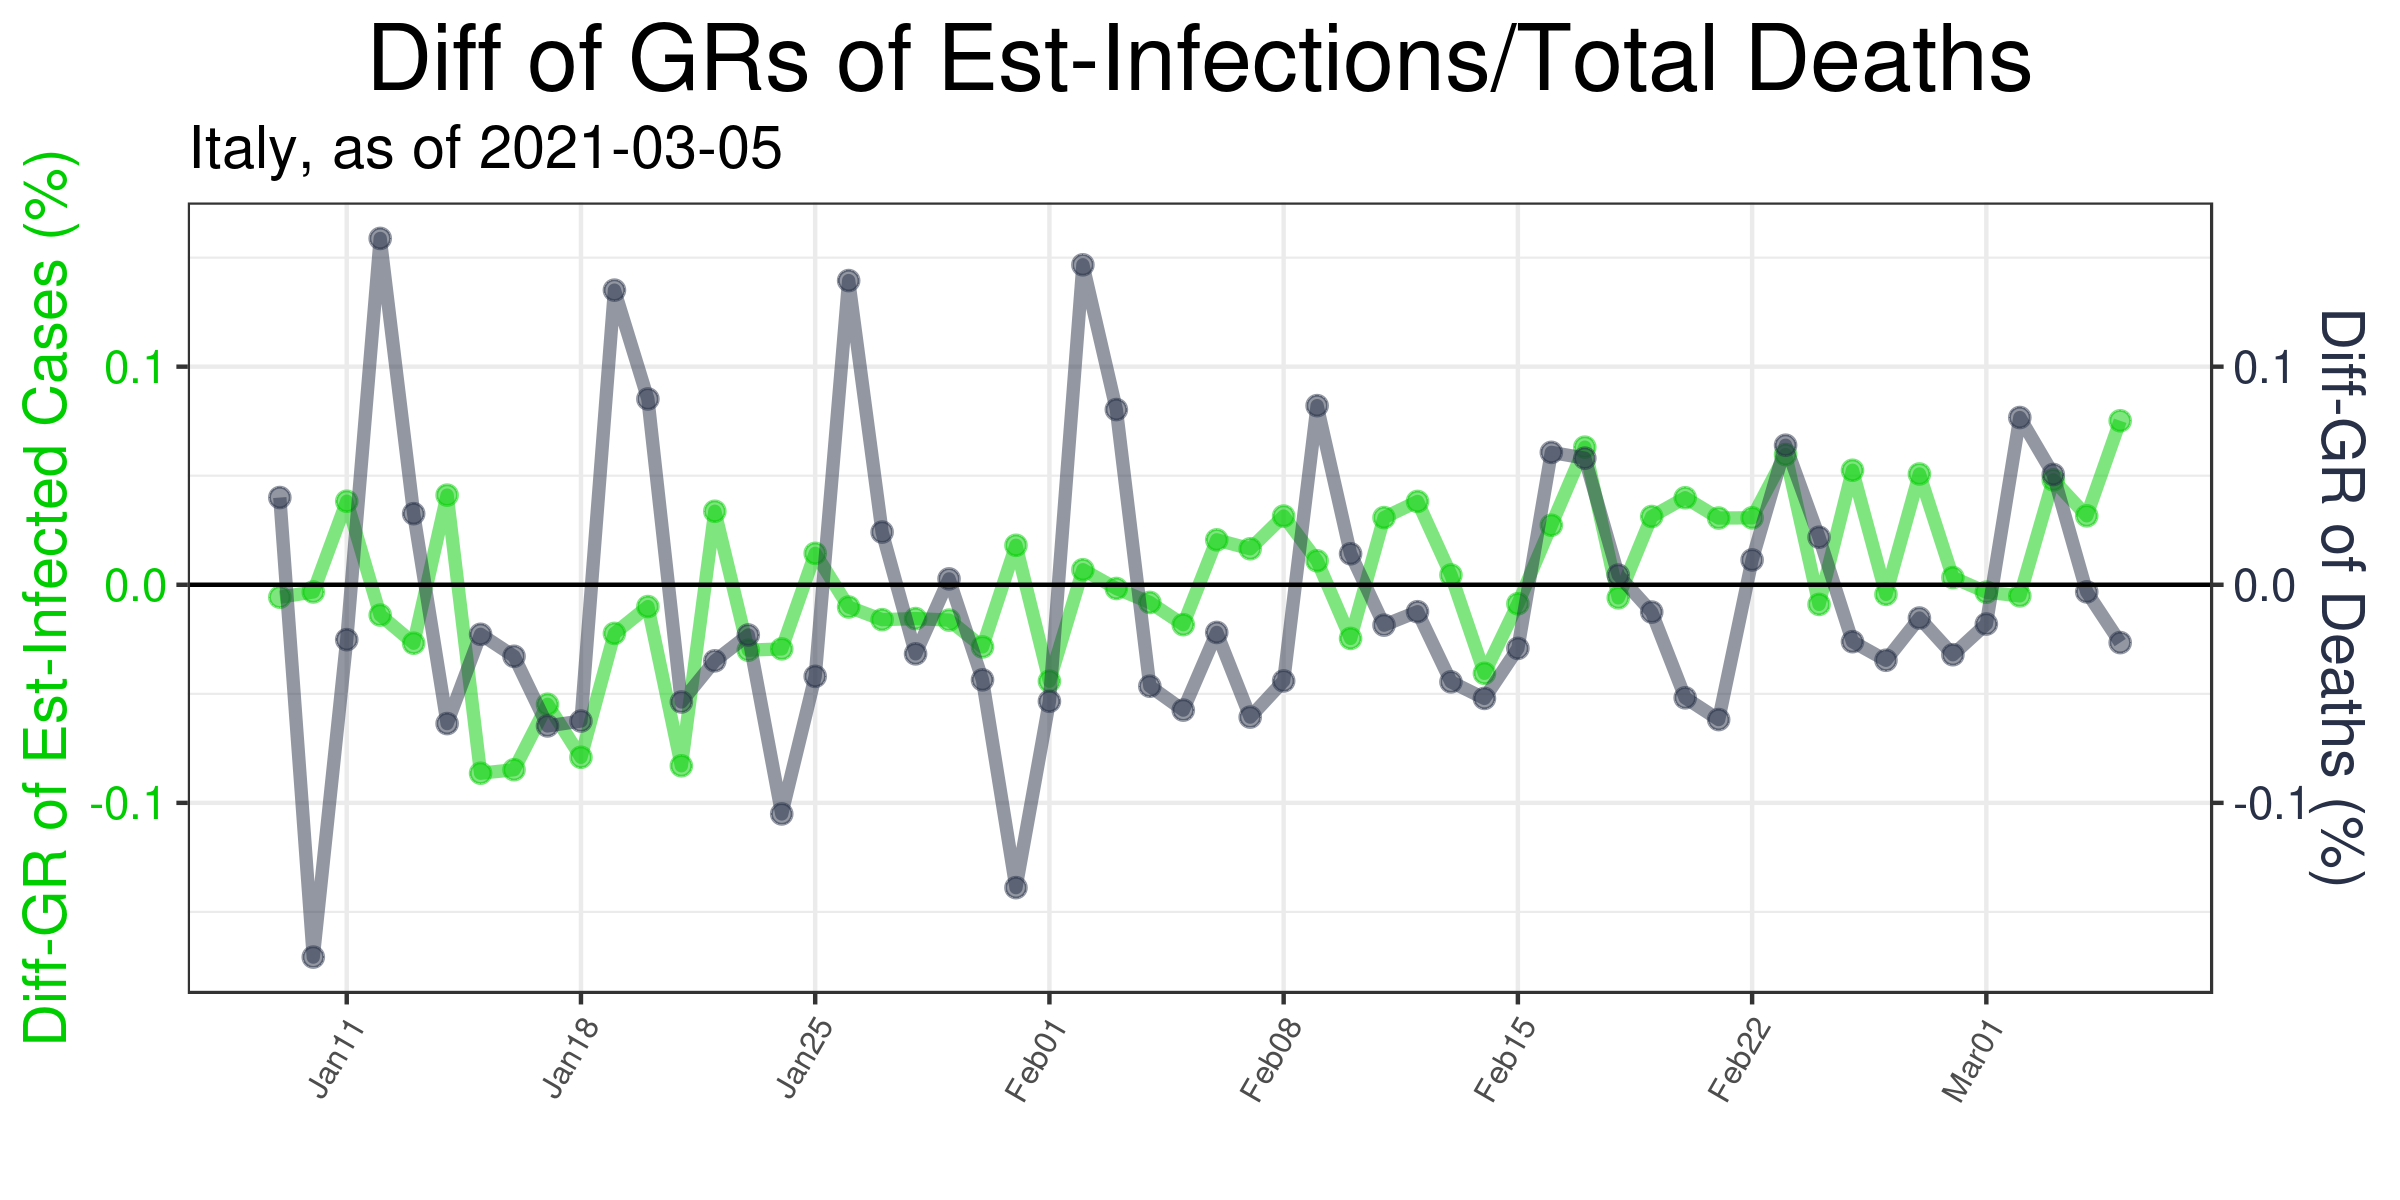 Diff of GRs of Est-Infections/Total Deaths
Italy, as of 2021-03-05
Diff-GR of Est-Infected Cases (%)
0.1
0.0
-0.1
0.1
0.0
-0.1
Diff-GR of Deaths (%)
Jan11
Jan18
Jan25
Feb01
Feb08
Feb15
Feb22
Mar01